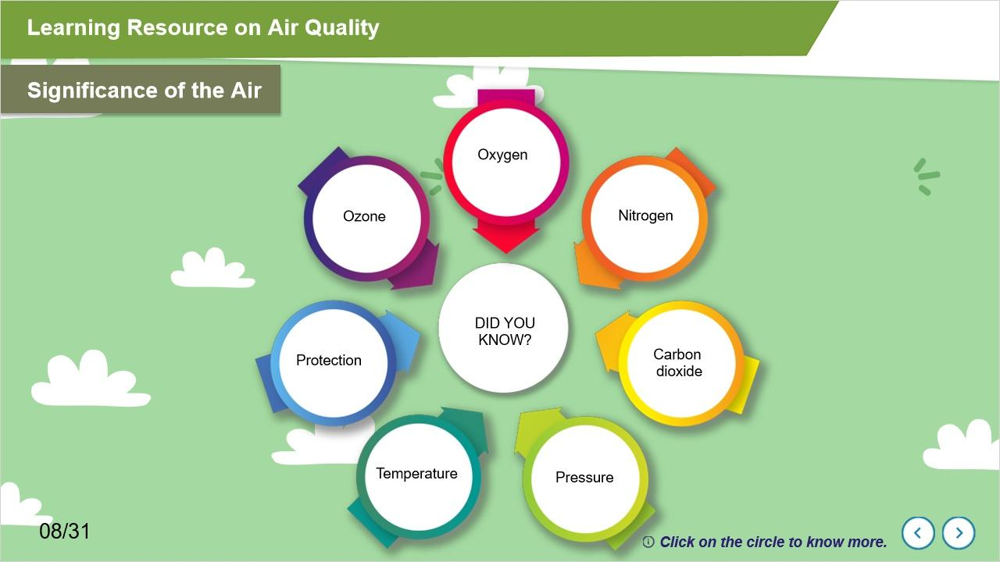 Learning Resource on Air Quality
Significance of the Air
Oxygen
Ozone
Nitrogen
DID YOU
KNOW?
Protection
Carbon
dioxide
Temperature
Pressure
08/31
Click on the circle to know more.